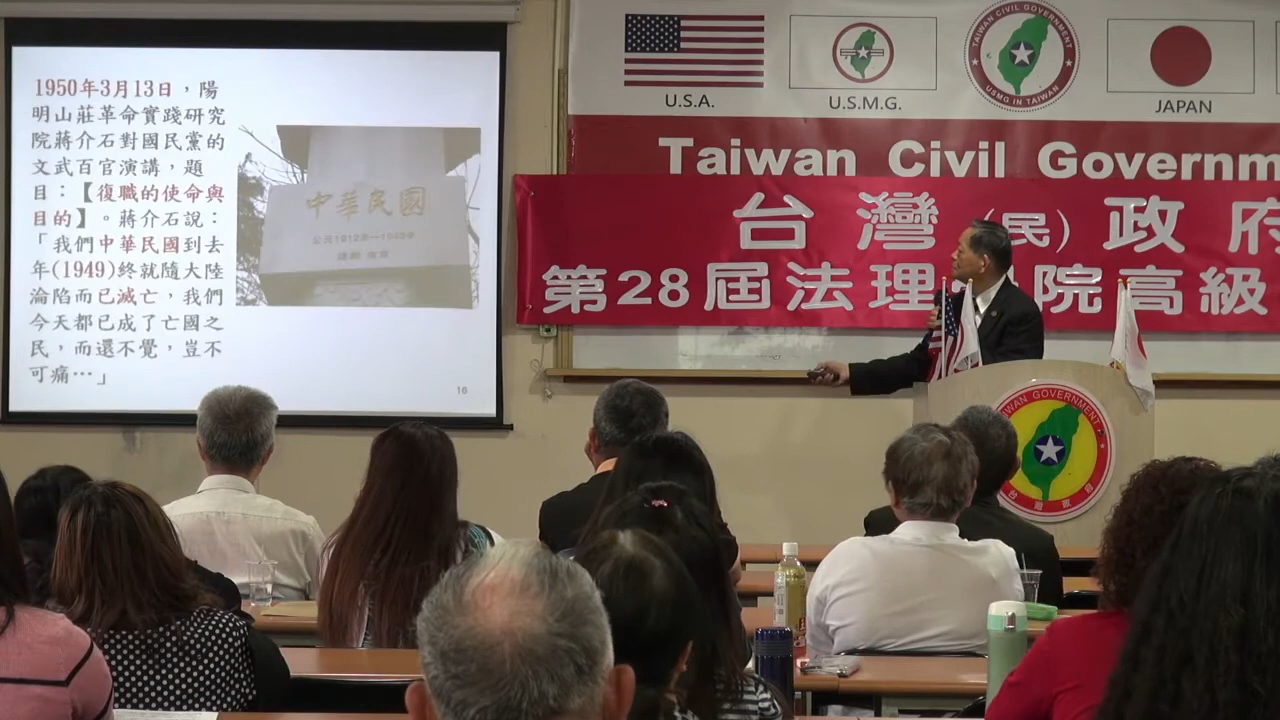 1950年3月13日，陽
明山莊革命實踐研究
院蔣介石對國民黨的
文武百官演講，題
目：【復職的使命與
目的】。蔣介石說：
「我們中華民國到去
年(1949)終就隨大陸
淪陷而已滅亡，我們
今天都已成了亡國之
民，而還不覺，豈不
可痛…」
中華民國
16
U.S.A.
U.S.M.G.
TAIWAN CIVIL GOVERNMENT
USMG IN TAIWAN
JAPAN
Taiwan Civil Governm
台灣(民)政府
第28屆法理學院高級
TAIWAN GOVERNMENT
台灣政府